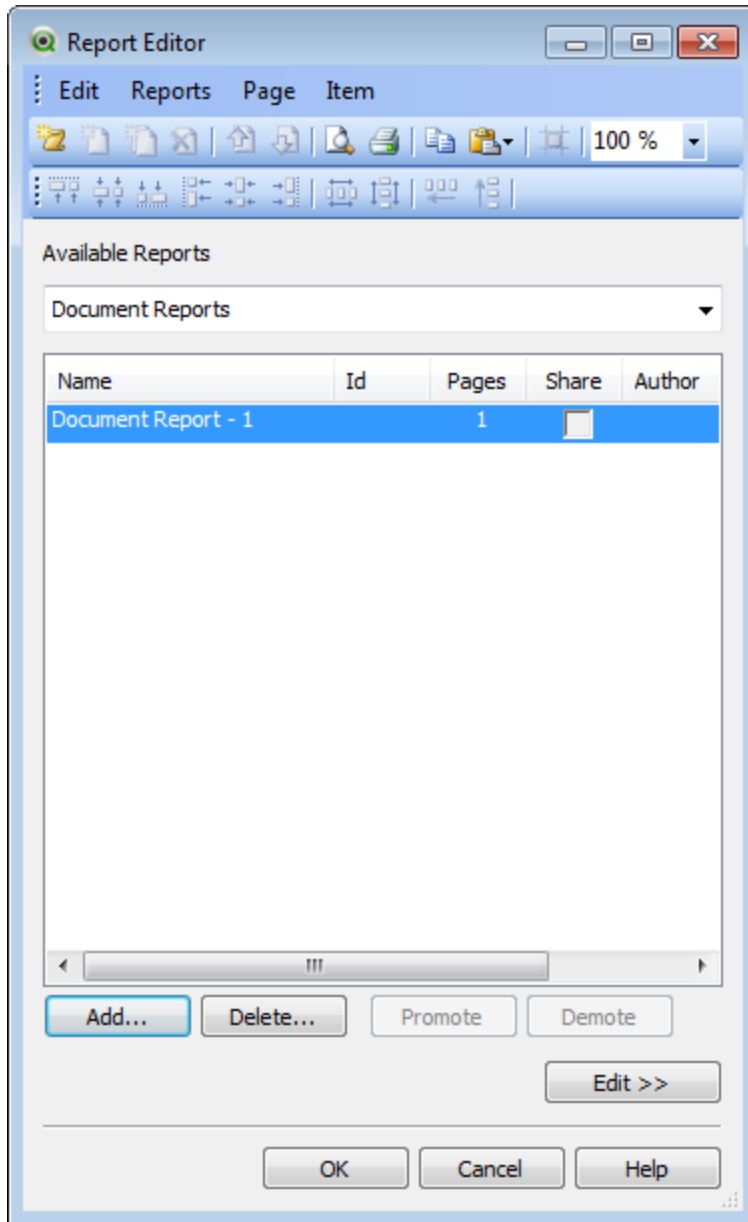 Report Editor
Edit Reports Page Item
100 %
Available Reports
Document Reports
Name Id Pages Share Author
Document Report - 1 1
Add... Delete... Promote Demote
Edit >>
OK Cancel Help